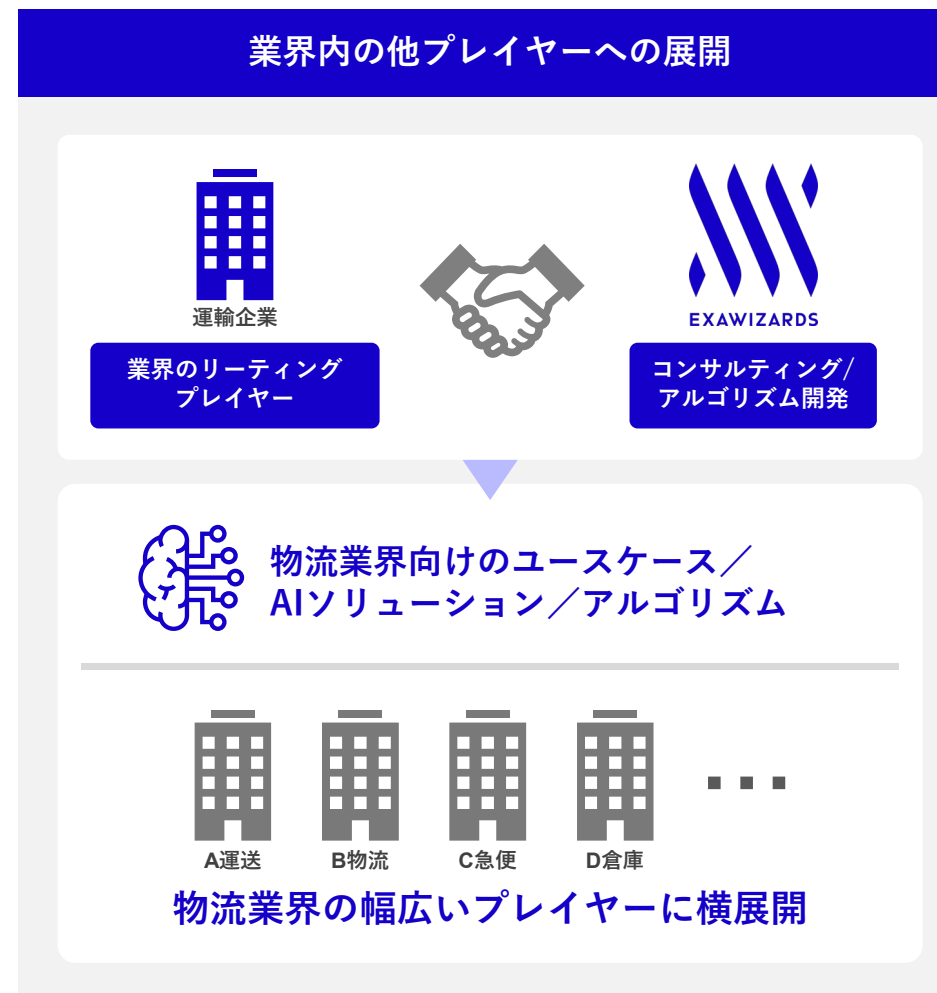 業界内の他プレイヤーへの展開
運輸企業
EXAWIZARDS
業界のリーティング
プレイヤー
コンサルティング/
アルゴリズム開発
物流業界向けのユースケース／
AIソリューション／アルゴリズム
A運送
B物流
C急便
D倉庫
...
物流業界の幅広いプレイヤーに横展開